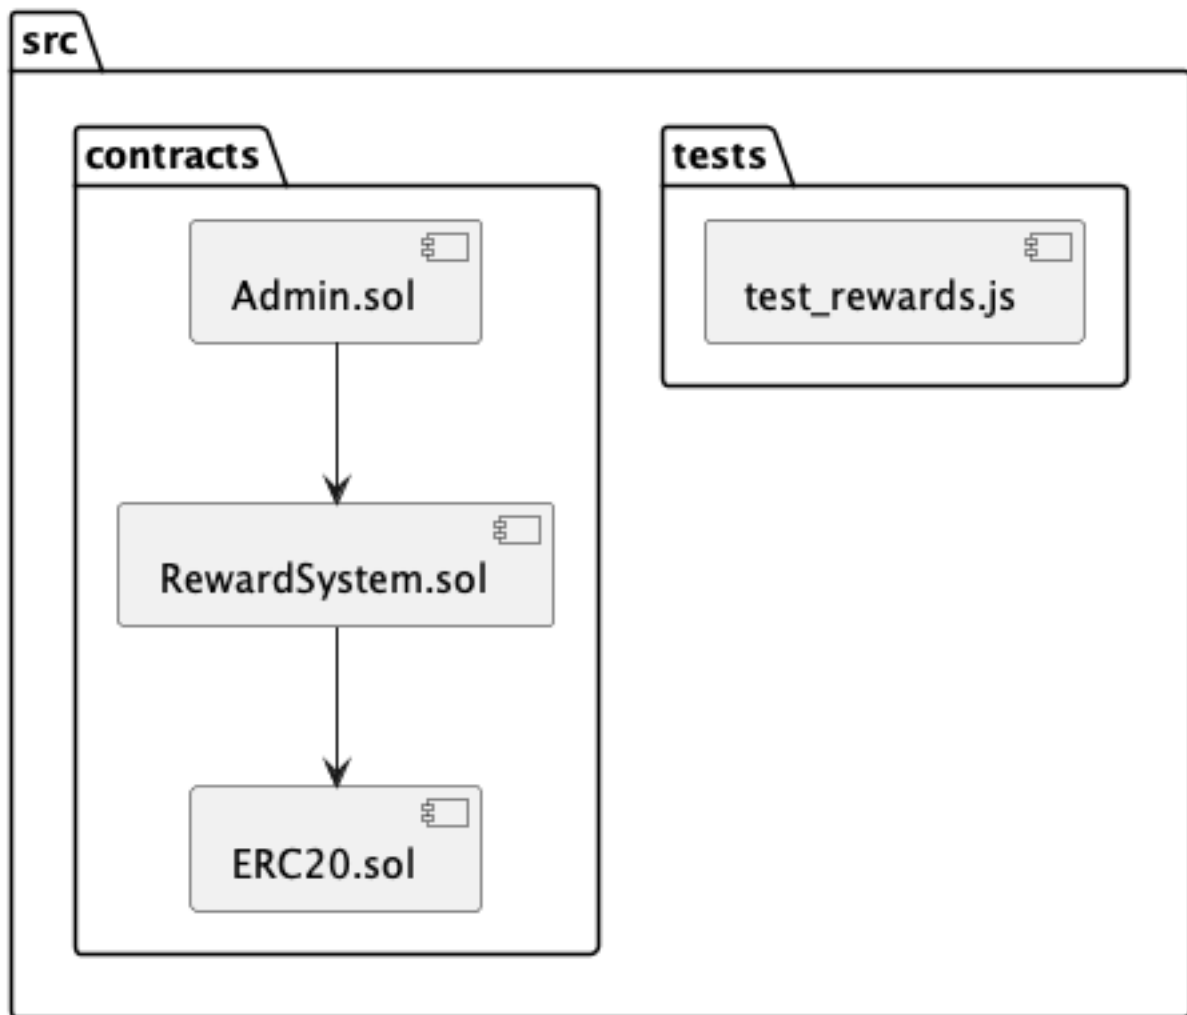 src
contracts
tests
Admin.sol
test_rewards.js
RewardSystem.sol
ERC20.sol